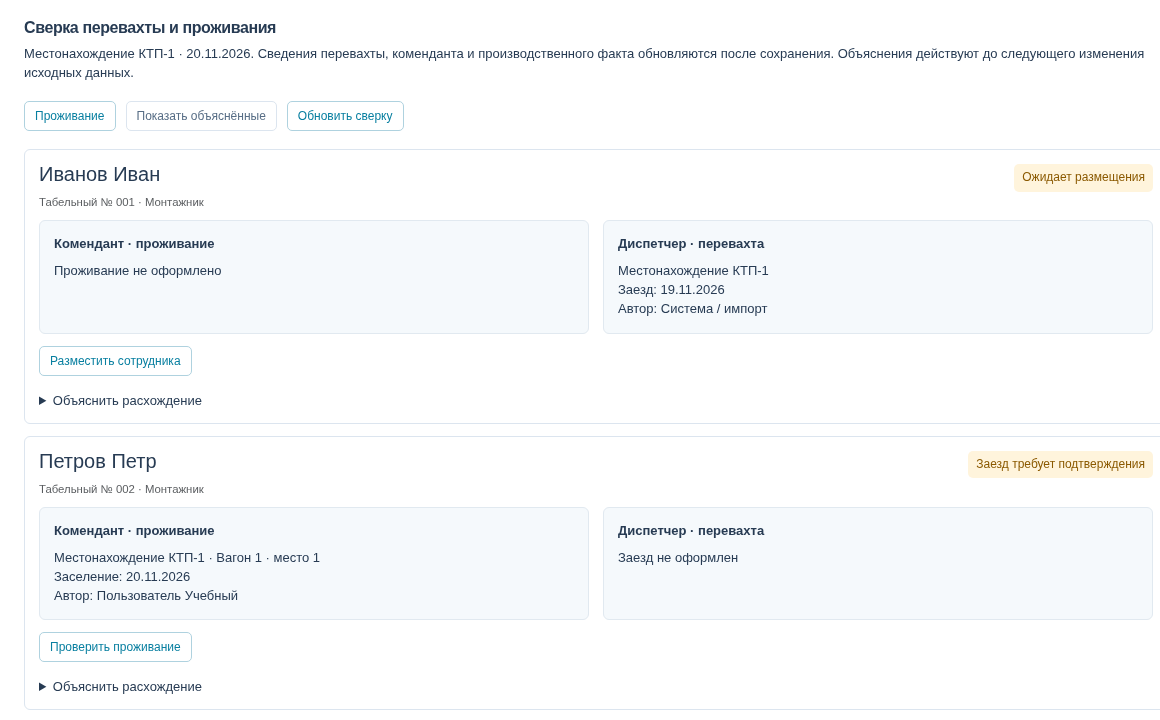 Сверка перевахты и проживания
Местонахождение КТП-1 · 20.11.2026. Сведения перевахты, коменданта и производственного факта обновляются после сохранения. Объяснения действуют до следующего изменения
исходных данных.
Проживание
Показать объяснённые
Обновить сверку
Иванов Иван
Ожидает размещения
Табельный № 001 · Монтажник
Комендант · проживание
Проживание не оформлено
Диспетчер · перевахта
Местонахождение КТП-1
Заезд: 19.11.2026
Автор: Система / импорт
Разместить сотрудника
Объяснить расхождение
Петров Петр
Заезд требует подтверждения
Табельный № 002 · Монтажник
Комендант · проживание
Местонахождение КТП-1 · Вагон 1 · место 1
Заселение: 20.11.2026
Автор: Пользователь Учебный
Диспетчер · перевахта
Заезд не оформлен
Проверить проживание
Объяснить расхождение